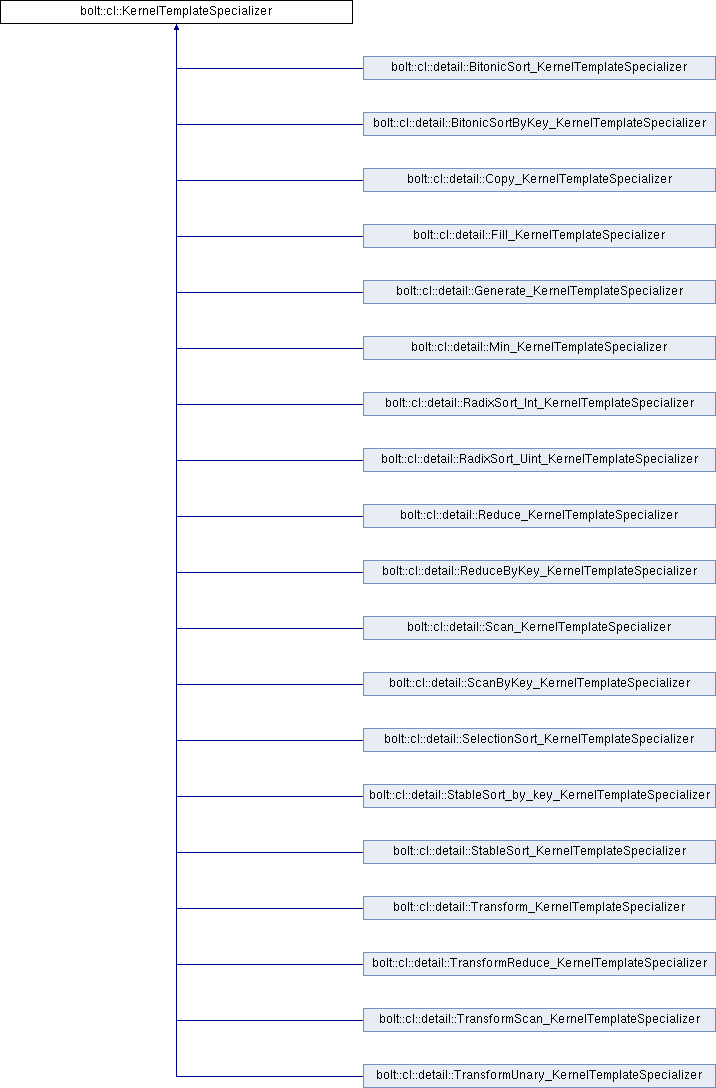 bolt::cl::KernelTemplateSpecializer
bolt::cl::detail::BitonicSort_KernelTemplateSpecializer
bolt::cl::detail::BitonicSortByKey_KernelTemplateSpecializer
bolt::cl::detail::Copy_KernelTemplateSpecializer
bolt::cl::detail::Fill_KernelTemplateSpecializer
bolt::cl::detail::Generate_KernelTemplateSpecializer
bolt::cl::detail::Min_KernelTemplateSpecializer
bolt::cl::detail::RadixSort_Int_KernelTemplateSpecializer
bolt::cl::detail::RadixSort_Uint_KernelTemplateSpecializer
bolt::cl::detail::Reduce_KernelTemplateSpecializer
bolt::cl::detail::ReduceByKey_KernelTemplateSpecializer
bolt::cl::detail::Scan_KernelTemplateSpecializer
bolt::cl::detail::ScanByKey_KernelTemplateSpecializer
bolt::cl::detail::SelectionSort_KernelTemplateSpecializer
bolt::cl::detail::StableSort_by_key_KernelTemplateSpecializer
bolt::cl::detail::StableSort_KernelTemplateSpecializer
bolt::cl::detail::Transform_KernelTemplateSpecializer
bolt::cl::detail::TransformReduce_KernelTemplateSpecializer
bolt::cl::detail::TransformScan_KernelTemplateSpecializer
bolt::cl::detail::TransformUnary_KernelTemplateSpecializer